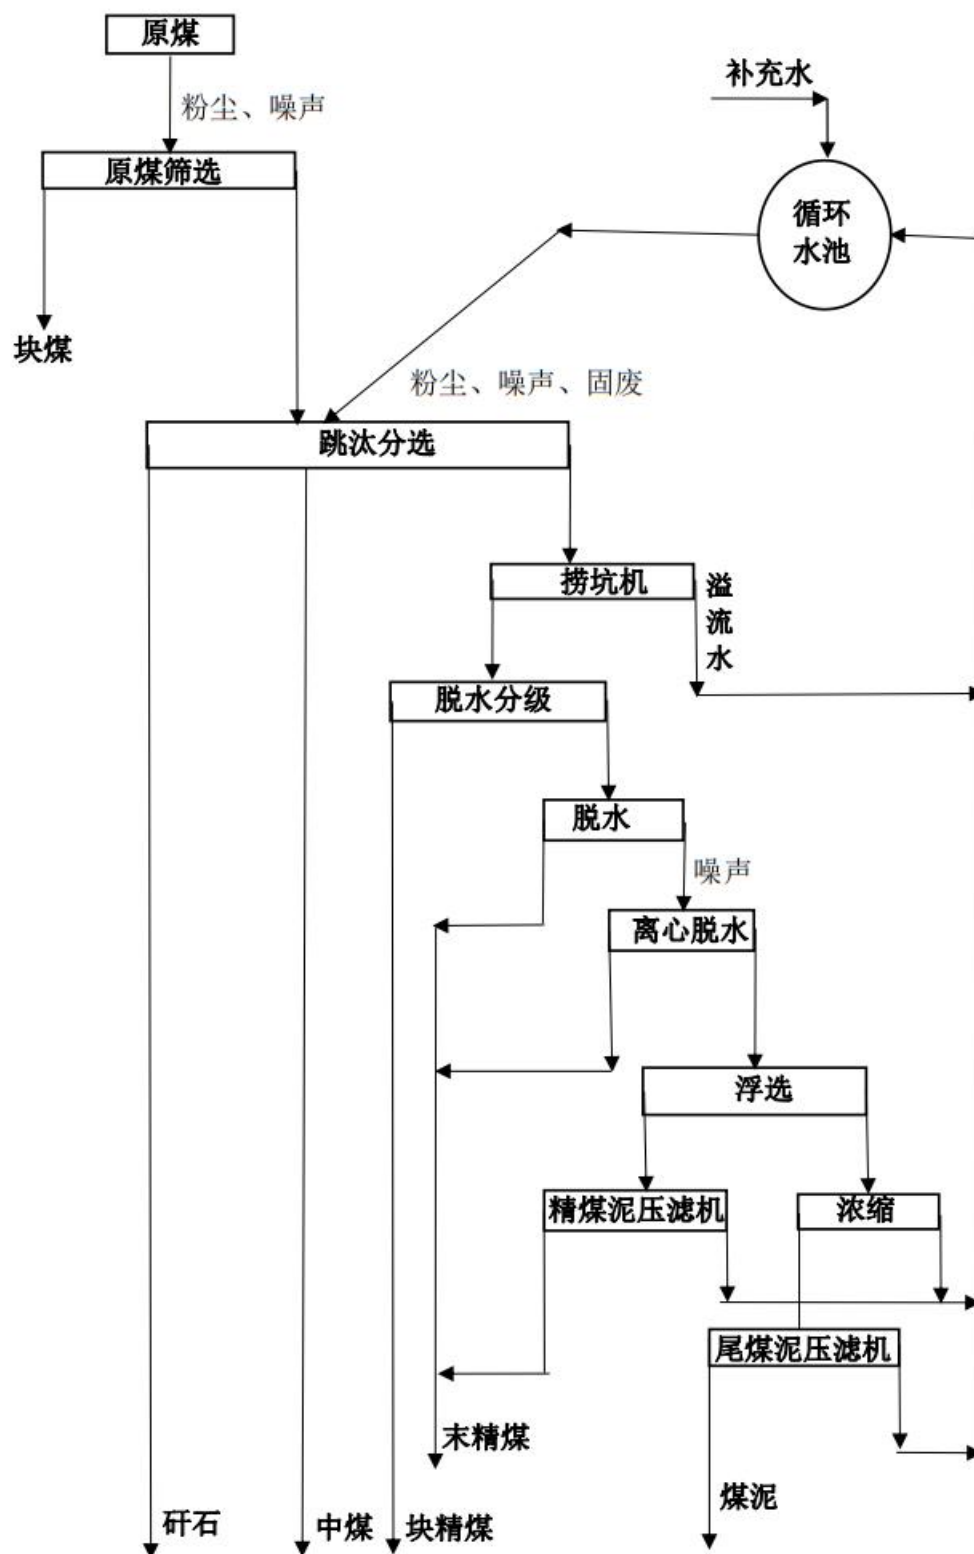 原煤
补充水
粉尘、噪声
原煤筛选
循环
水池
块煤
粉尘、噪声、固废
跳汰分选
捞坑机
溢
流
水
脱水分级
脱水
噪声
离心脱水
浮选
精煤泥压滤机
浓缩
尾煤泥压滤机
末精煤
煤泥
矸石
中煤
块精煤